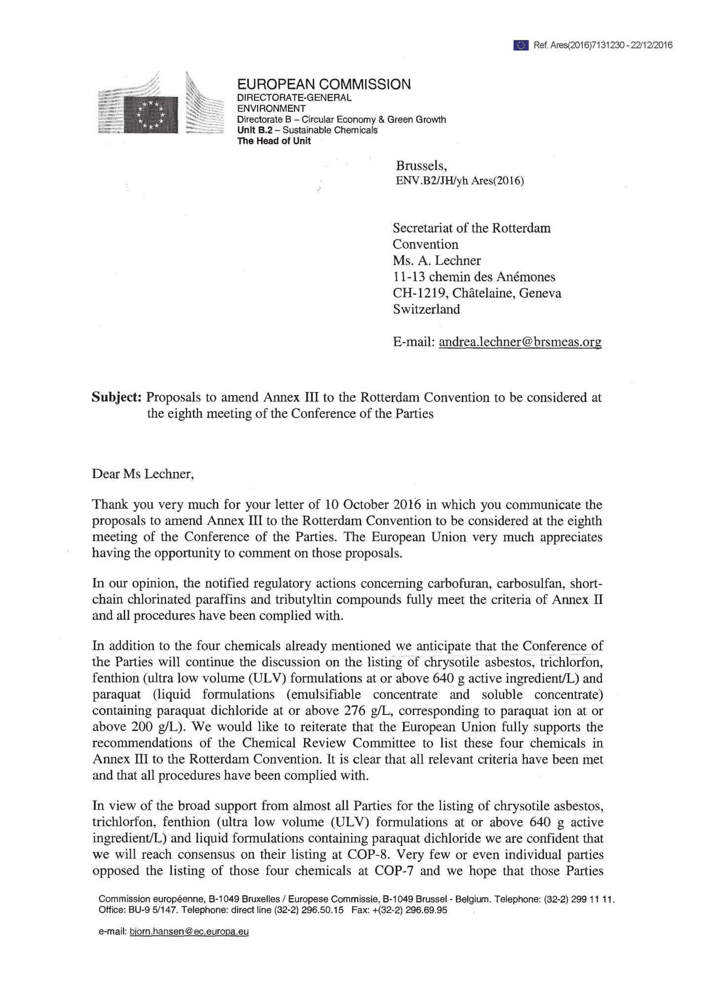 Ref. Ares(2016)7131230 - 22/12/2016
EUROPEAN COMMISSION
DIRECTORATE-GENERAL
ENVIRONMENT
Directorate B – Circular Economy & Green Growth
Unit B.2 – Sustainable Chemicals
The Head of Unit
Brussels,
ENV.B2/JH/yh Ares(2016)
Secretariat of the Rotterdam
Convention
Ms. A. Lechner
11-13 chemin des Anémones
CH-1219, Châtelaine, Geneva
Switzerland
E-mail: andrea.lechner@brsmeas.org
Subject: Proposals to amend Annex III to the Rotterdam Convention to be considered at
the eighth meeting of the Conference of the Parties
Dear Ms Lechner,
Thank you very much for your letter of 10 October 2016 in which you communicate the
proposals to amend Annex III to the Rotterdam Convention to be considered at the eighth
meeting of the Conference of the Parties. The European Union very much appreciates
having the opportunity to comment on those proposals.
In our opinion, the notified regulatory actions concerning carbofuran, carbosulfan, short-
chain chlorinated paraffins and tributyltin compounds fully meet the criteria of Annex II
and all procedures have been complied with.
In addition to the four chemicals already mentioned we anticipate that the Conference of
the Parties will continue the discussion on the listing of chrysotile asbestos, trichlorfon,
fenthion (ultra low volume (ULV) formulations at or above 640 g active ingredient/L) and
paraquat (liquid formulations (emulsifiable concentrate and soluble concentrate)
containing paraquat dichloride at or above 276 g/L, corresponding to paraquat ion at or
above 200 g/L). We would like to reiterate that the European Union fully supports the
recommendations of the Chemical Review Committee to list these four chemicals in
Annex III to the Rotterdam Convention. It is clear that all relevant criteria have been met
and that all procedures have been complied with.
In view of the broad support from almost all Parties for the listing of chrysotile asbestos,
trichlorfon, fenthion (ultra low volume (ULV) formulations at or above 640 g active
ingredient/L) and liquid formulations containing paraquat dichloride we are confident that
we will reach consensus on their listing at COP-8. Very few or even individual parties
opposed the listing of those four chemicals at COP-7 and we hope that those Parties
Commission européenne, B-1049 Bruxelles / Europese Commissie, B-1049 Brussel - Belgium. Telephone: (32-2) 299 11 11.
Office: BU-9 5/147. Telephone: direct line (32-2) 296.50.15 Fax: +(32-2) 296.69.95
e-mail: bjorn.hansen@ec.europa.eu